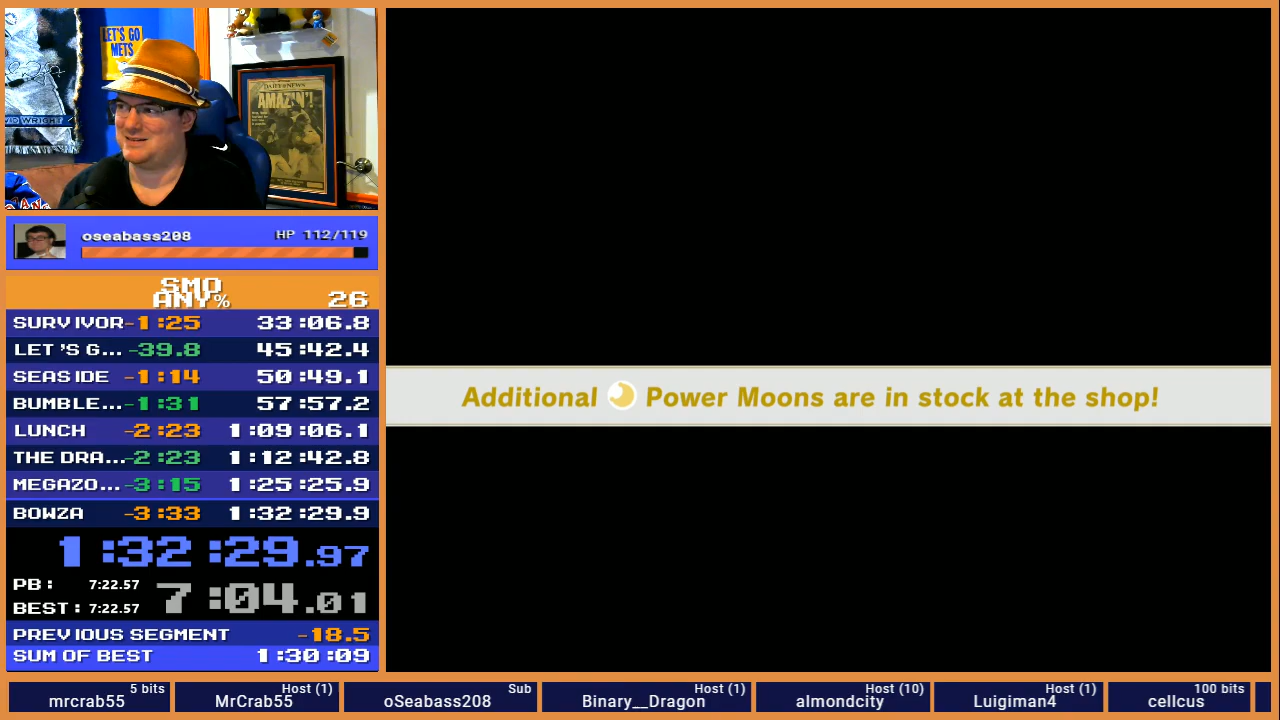 LET'S GO
METS
DAILY NEWS
AMAZIN'!
oseabass208 HP 112/119
SMO
ANY% 26
SURVIVOR -1:25 33:06.8
LET'S G... -39.8 45:42.4
SEASIDE -1:14 50:49.1
BUMBLE... -1:31 57:57.2
LUNCH -2:23 1:09:06.1
THE DRA... -2:23 1:12:42.8
MEGAZO... -3:15 1:25:25.9
BOWZA -3:33 1:32:29.9
1:32:29.97
PB: 7:22.57
BEST: 7:22.57
7:04.01
PREVIOUS SEGMENT -18.5
SUM OF BEST 1:30:09
Additional Power Moons are in stock at the shop!
5 bits
mrcrab55
Host (1)
MrCrab55
Sub
oSeabass208
Host (1)
Binary__Dragon
Host (10)
almondcity
Host (1)
Luigiman4
100 bits
cellcus